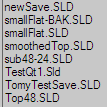 newSave.SLD
smallFlat-BAK.SLD
smallFlat.SLD
smoothedTop.SLD
sub48-24.SLD
TestQt1.Sld
TomyTestSave.SLD
Top48.SLD